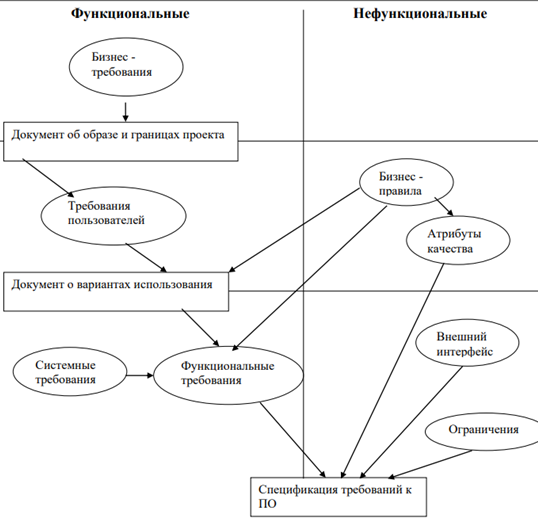 Функциональные
Нефункциональные
Бизнес -
требования
Документ об образе и границах проекта
Бизнес -
правила
Требования
пользователей
Атрибуты
качества
Документ о вариантах использования
Внешний
интерфейс
Системные
требования
Функциональные
требования
Ограничения
Спецификация требований к
ПО